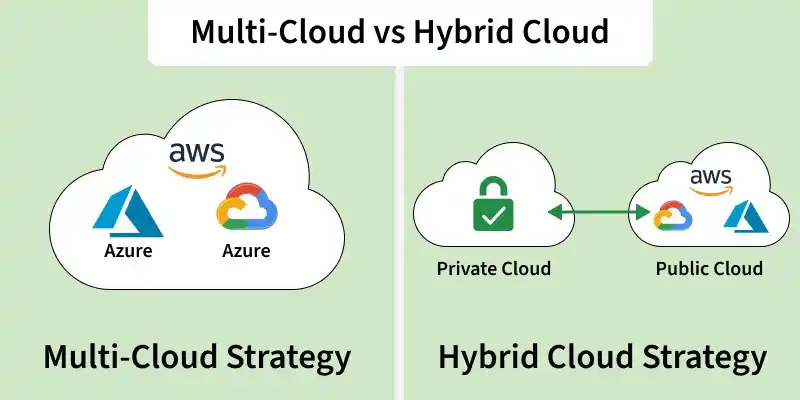 Multi-Cloud vs Hybrid Cloud
aws
Azure
Azure
Multi-Cloud Strategy
aws
Private Cloud
Public Cloud
Hybrid Cloud Strategy